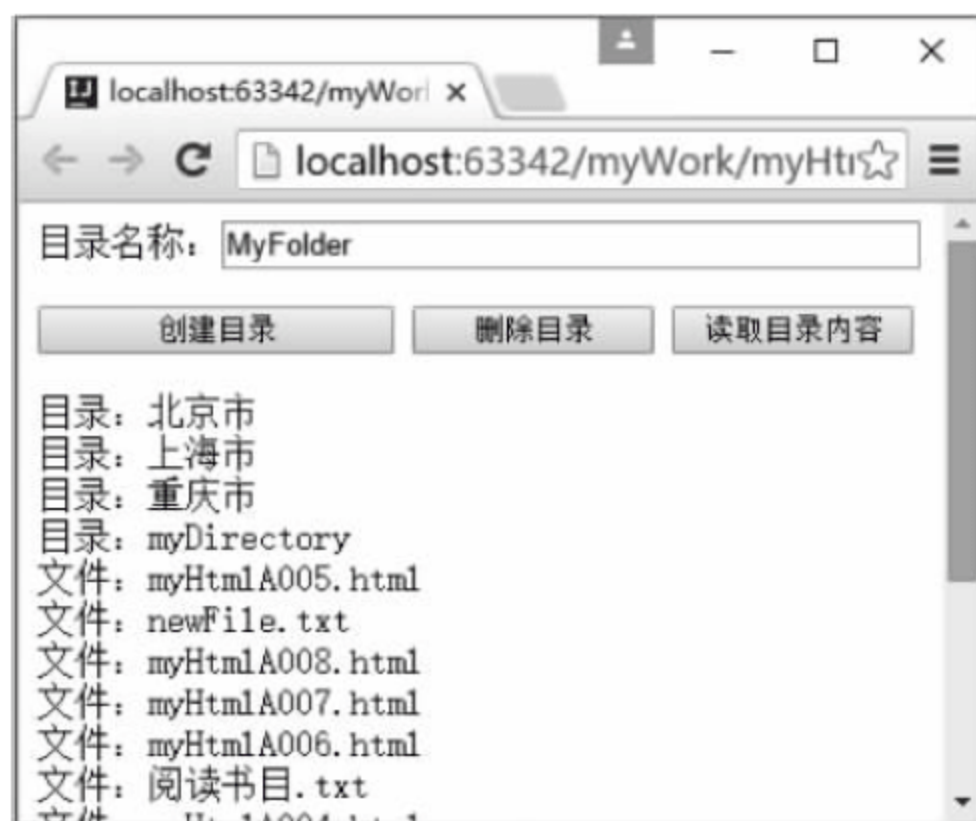 localhost:63342/myWor
localhost:63342/myWork/myHt
目录名称：MyFolder
创建目录 删除目录 读取目录内容
目录：北京市
目录：上海市
目录：重庆市
目录：myDirectory
文件：myHtmlA005.html
文件：newFile.txt
文件：myHtmlA008.html
文件：myHtmlA007.html
文件：myHtmlA006.html
文件：阅读书目.txt